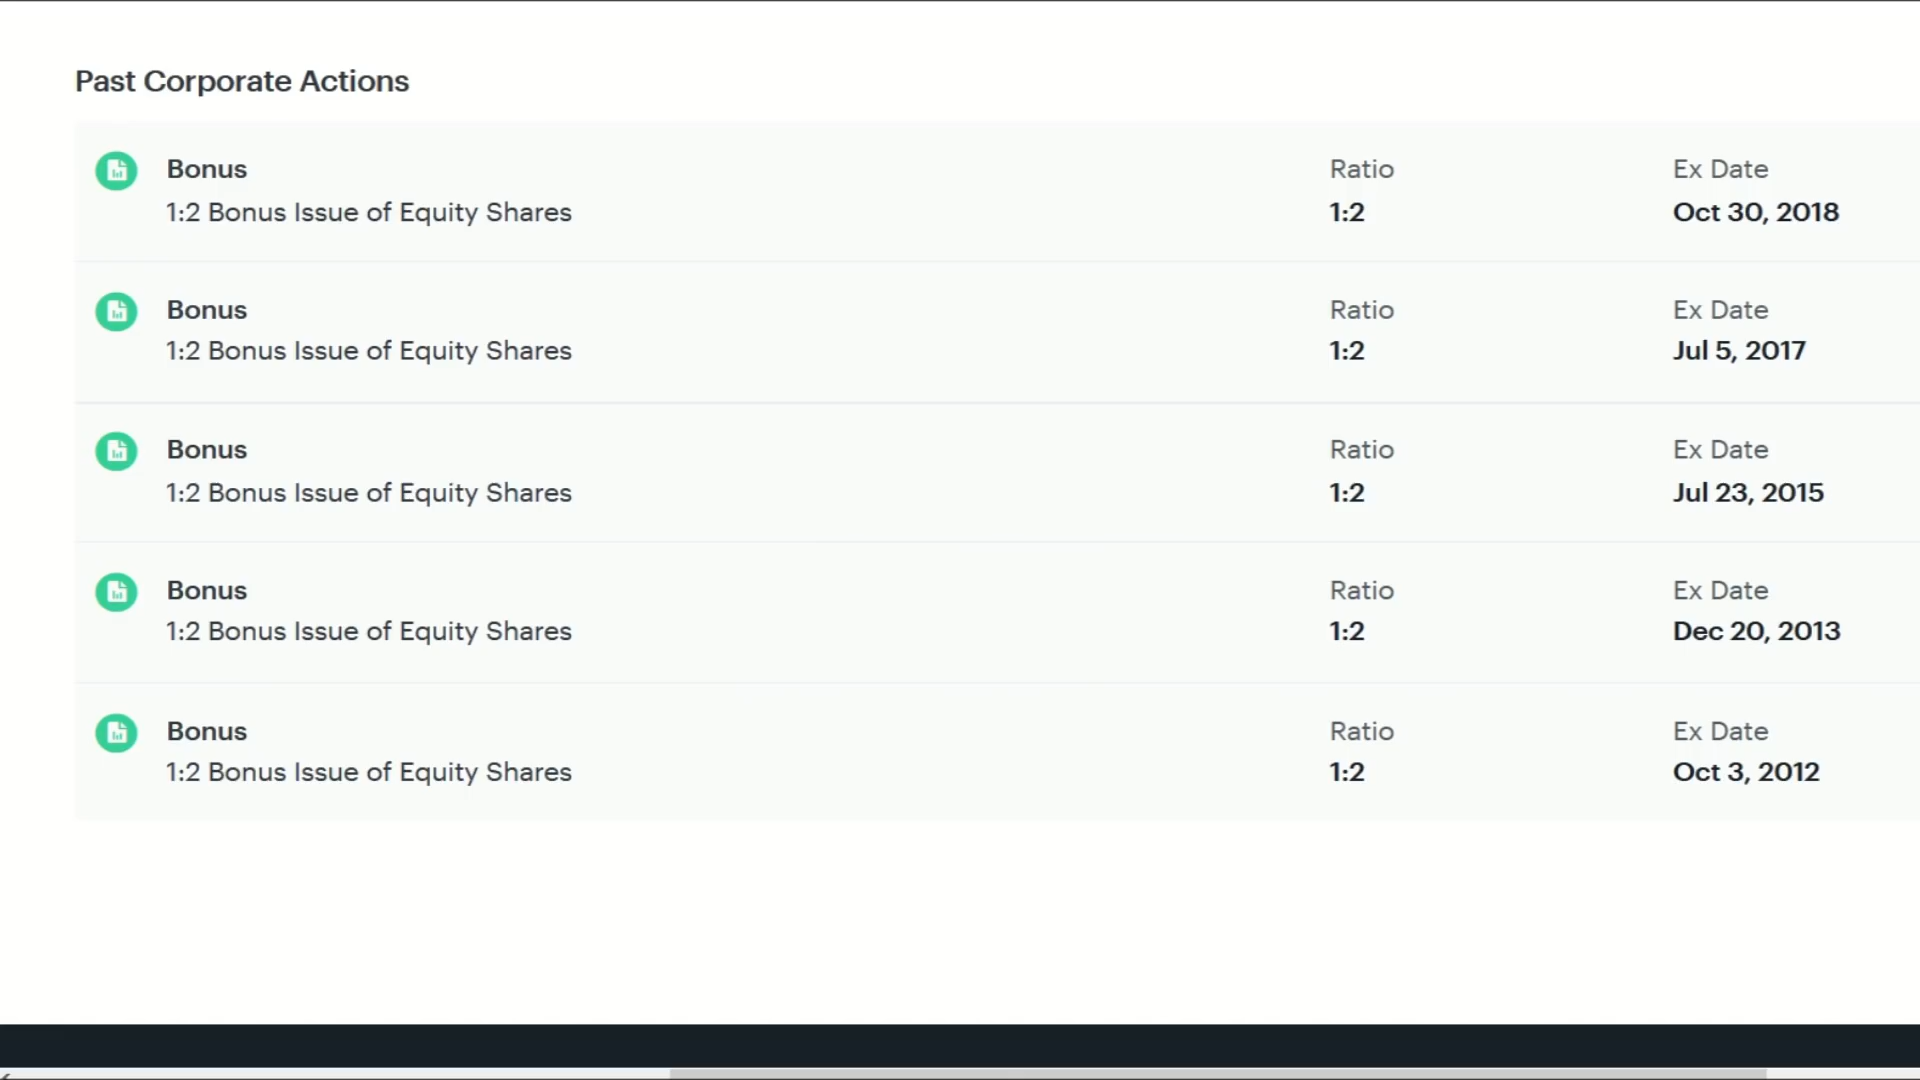 Past Corporate Actions
Bonus Ratio Ex Date
1:2 Bonus Issue of Equity Shares 1:2 Oct 30, 2018
Bonus Ratio Ex Date
1:2 Bonus Issue of Equity Shares 1:2 Jul 5, 2017
Bonus Ratio Ex Date
1:2 Bonus Issue of Equity Shares 1:2 Jul 23, 2015
Bonus Ratio Ex Date
1:2 Bonus Issue of Equity Shares 1:2 Dec 20, 2013
Bonus Ratio Ex Date
1:2 Bonus Issue of Equity Shares 1:2 Oct 3, 2012